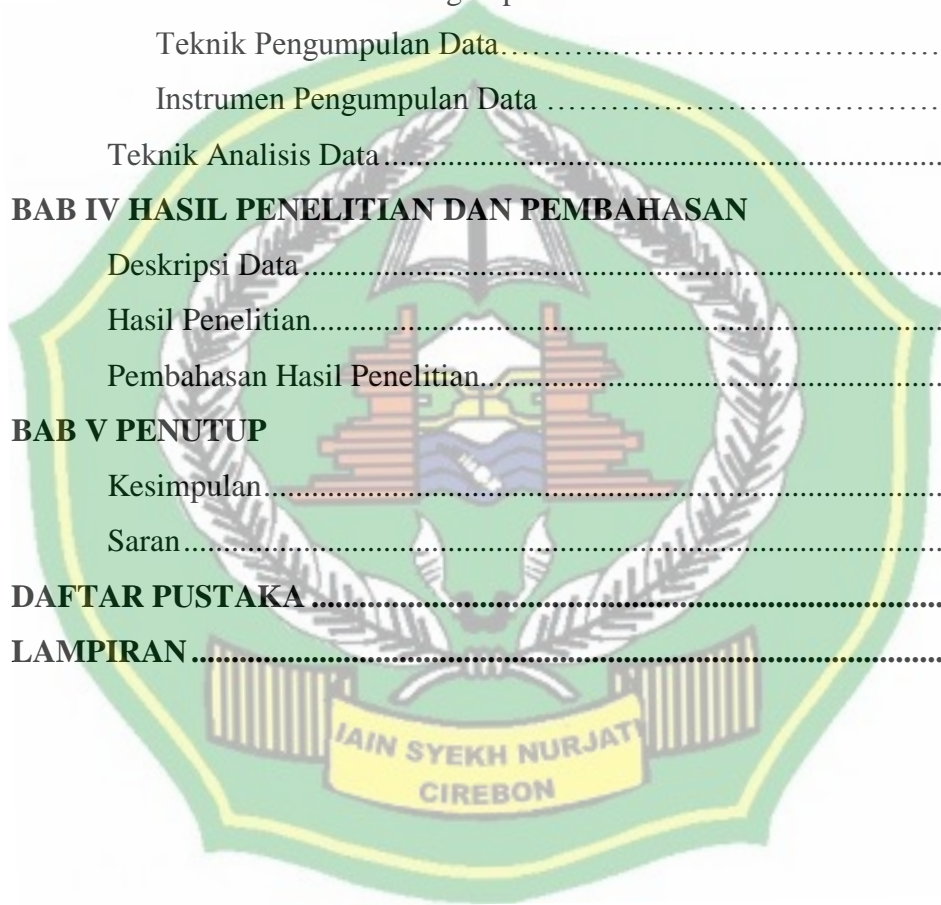 Teknik Pengumpulan Data……….…………………………….
Instrumen Pengumpulan Data …………………………….
Teknik Analisis Data.......................................................................
BAB IV HASIL PENELITIAN DAN PEMBAHASAN
Deskripsi Data.................................................................................
Hasil Penelitian................................................................................
Pembahasan Hasil Penelitian..........................................................
BAB V PENUTUP
Kesimpulan......................................................................................
Saran................................................................................................
DAFTAR PUSTAKA ...........................................................................
LAMPIRAN ..........................................................................................
IAIN SYEKH NURJATI
CIREBON